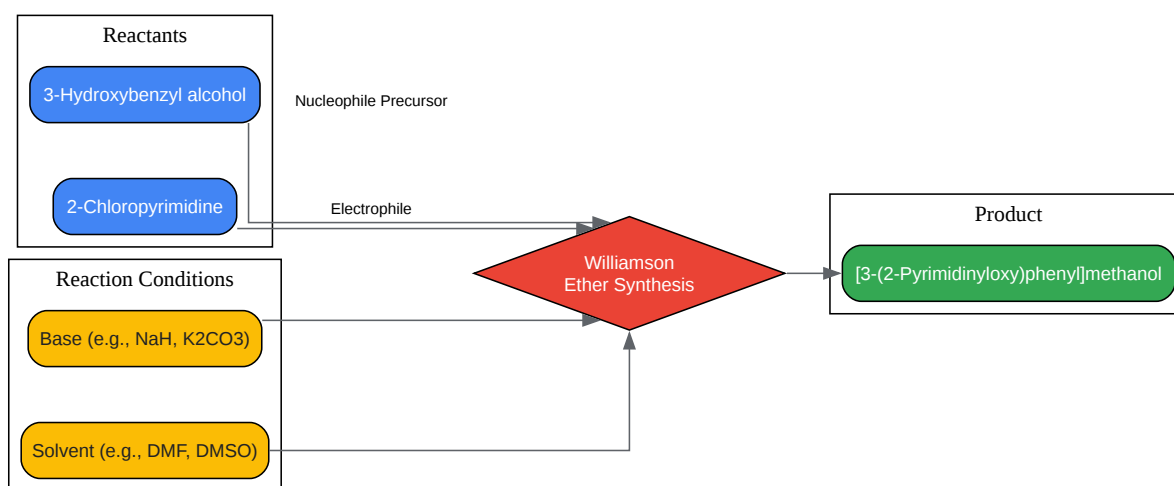 Reactants
3-Hydroxybenzyl alcohol
Nucleophile Precursor
2-Chloropyrimidine
Electrophile
Reaction Conditions
Base (e.g., NaH, K2CO3)
Solvent (e.g., DMF, DMSO)
Williamson
Ether Synthesis
Product
[3-(2-Pyrimidinyloxy)phenyl]methanol